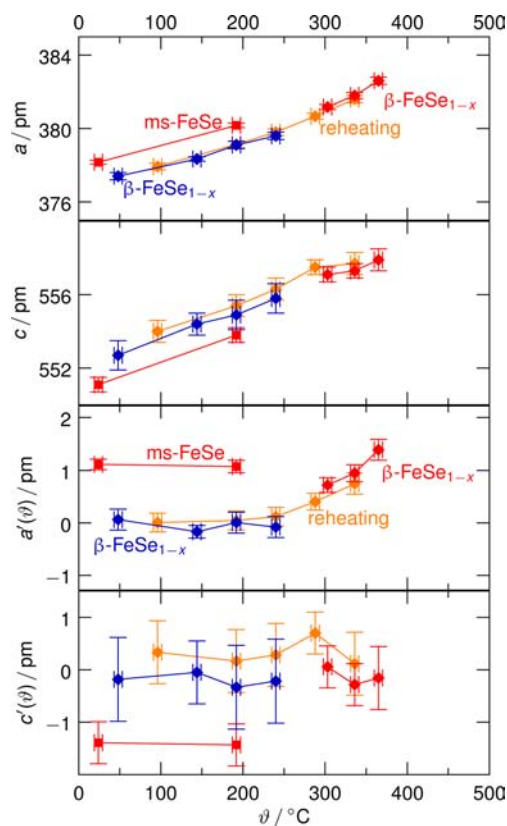 0 100 200 300 400 500
384
380
376
a / pm
ms-FeSe
β-FeSe₁₋ₓ
reheating
β-FeSe₁₋ₓ
556
552
c / pm
2
1
0
−1
a′(ϑ) / pm
ms-FeSe
β-FeSe₁₋ₓ
reheating
β-FeSe₁₋ₓ
1
0
−1
c′(ϑ) / pm
0 100 200 300 400 500
ϑ / °C